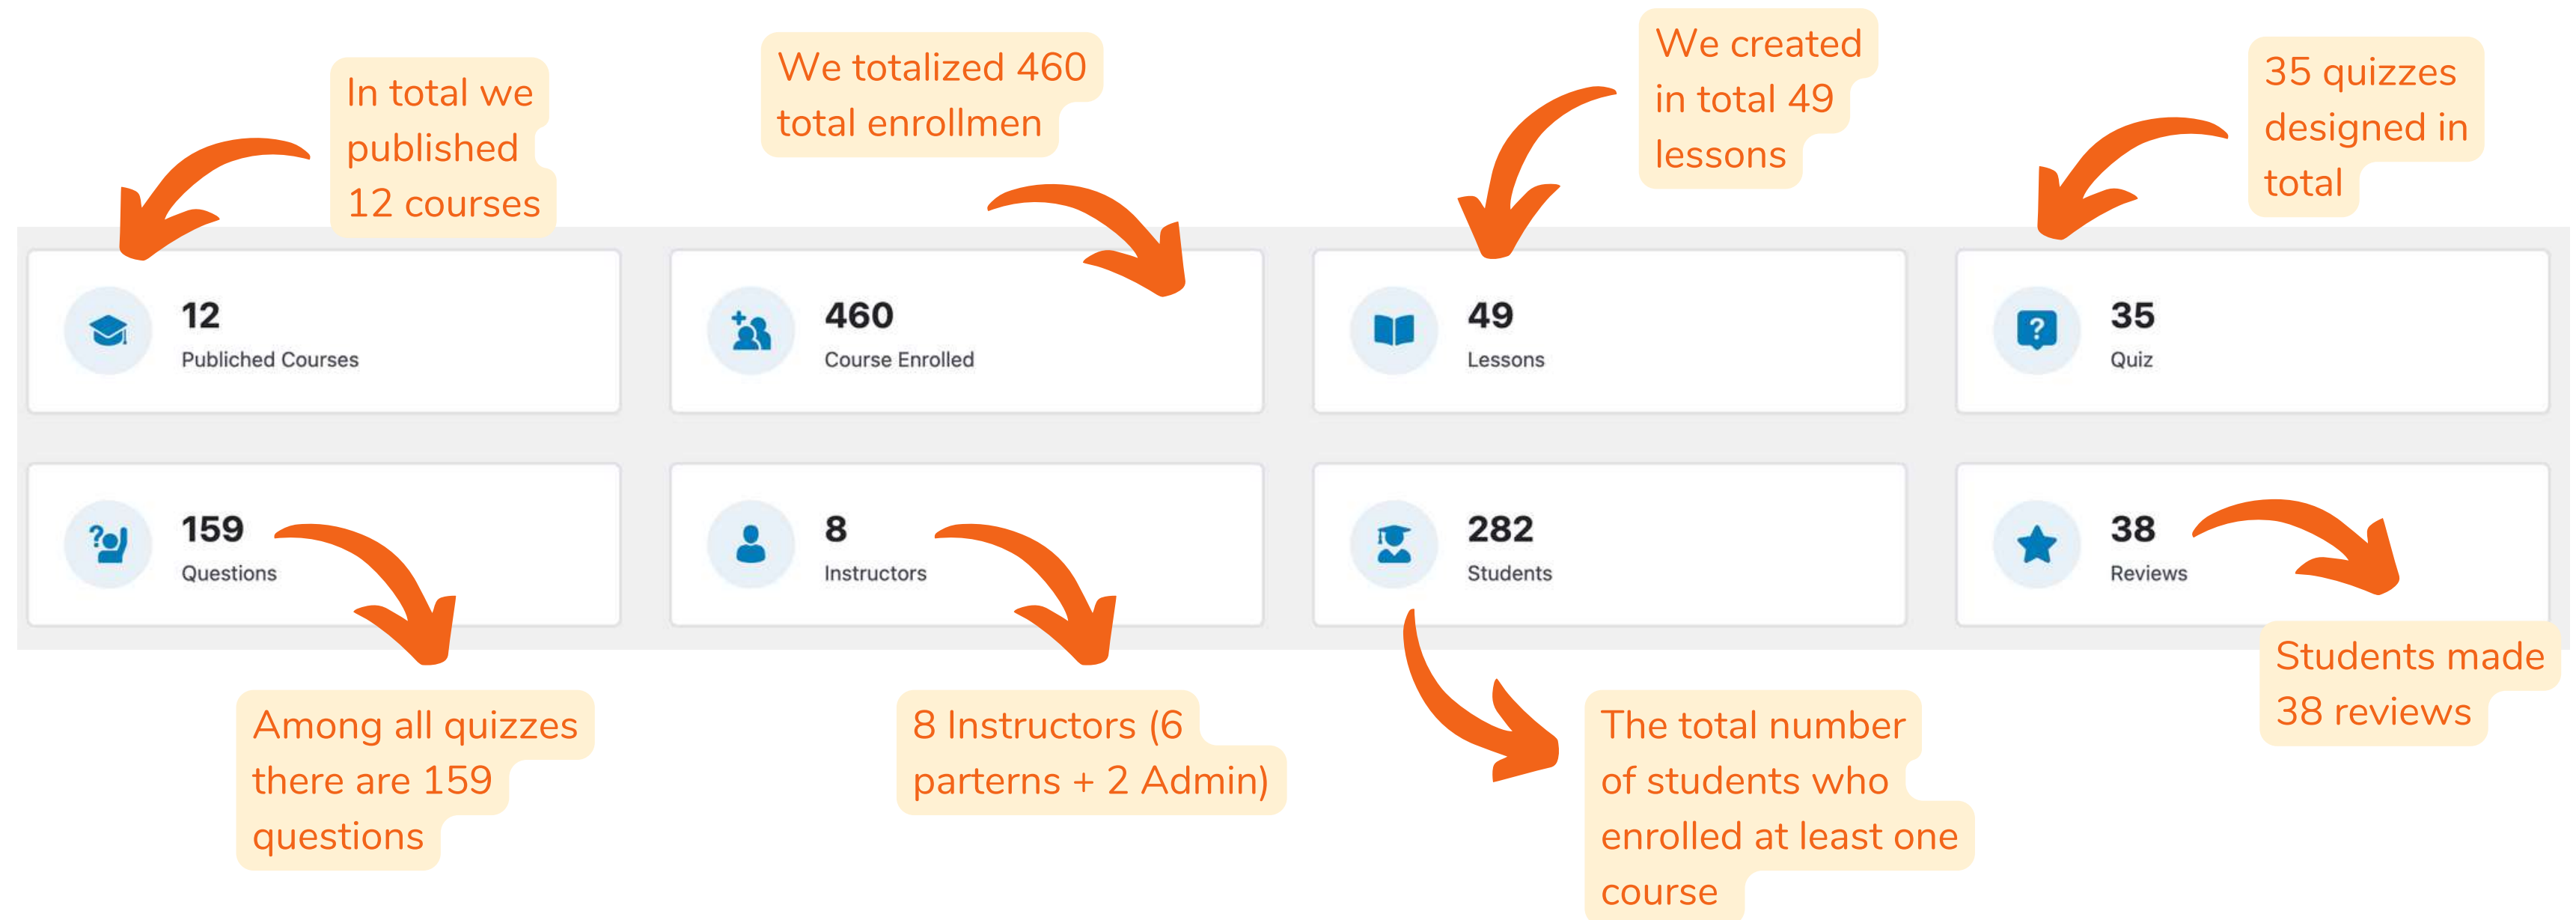 In total we
published
12 courses
We totalized 460
total enrollmen
We created
in total 49
lessons
35 quizzes
designed in
total
12
Publiched Courses
460
Course Enrolled
49
Lessons
35
Quiz
159
Questions
8
Instructors
282
Students
38
Reviews
Among all quizzes
there are 159
questions
8 Instructors (6
parterns + 2 Admin)
The total number
of students who
enrolled at least one
course
Students made
38 reviews